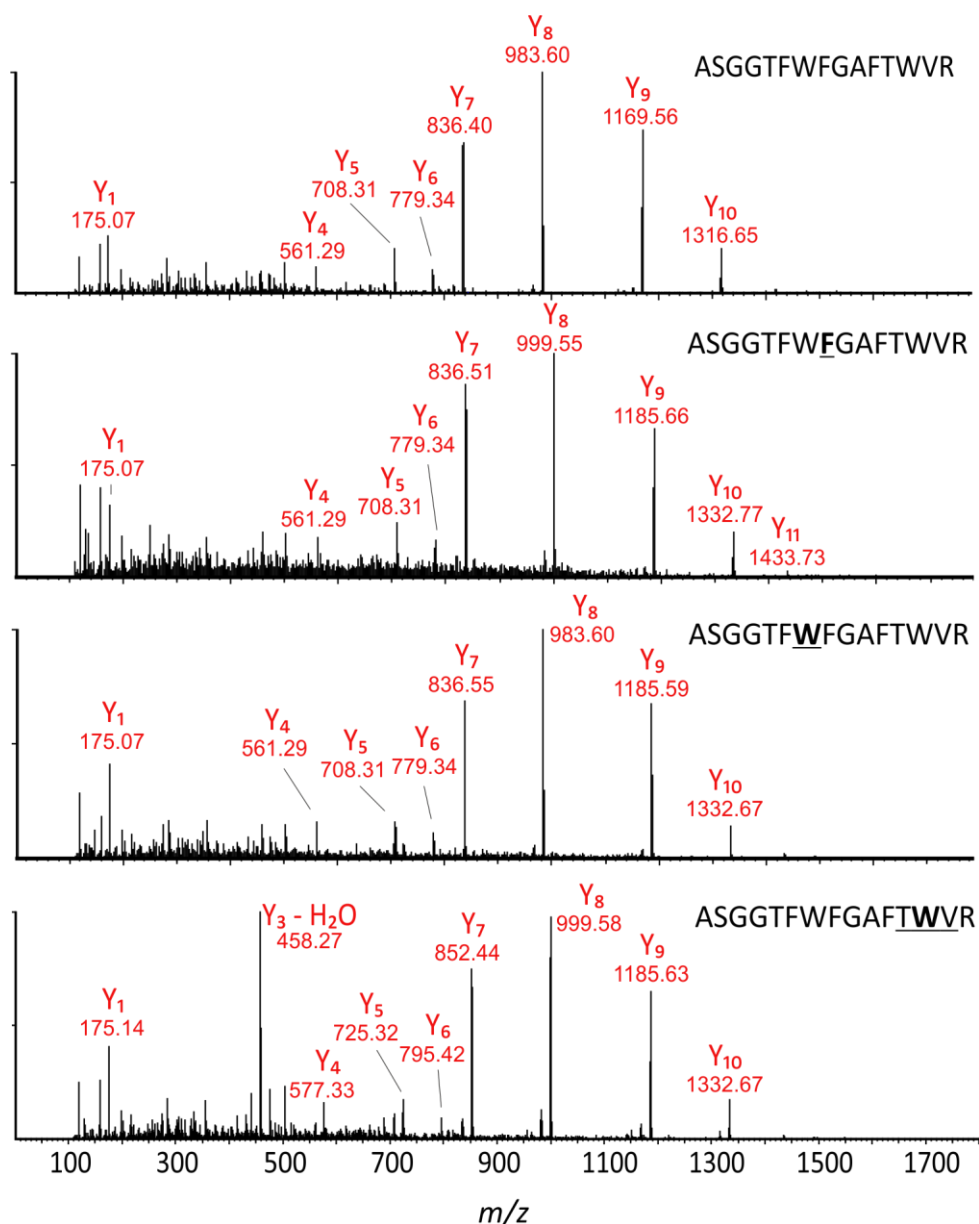 ASGGTFWFGAFTWVR
Y₈
983.60
Y₇
836.40
Y₉
1169.56
Y₅
708.31
Y₆
779.34
Y₁
175.07
Y₄
561.29
Y₁₀
1316.65
ASGGTFWFGAFTWVR
Y₈
999.55
Y₇
836.51
Y₆
779.34
Y₉
1185.66
Y₁
175.07
Y₄
561.29
Y₅
708.31
Y₁₀
1332.77
Y₁₁
1433.73
ASGGTFWFGAFTWVR
Y₈
983.60
Y₇
836.55
Y₉
1185.59
Y₁
175.07
Y₄
561.29
Y₅
708.31
Y₆
779.34
Y₁₀
1332.67
ASGGTFWFGAFTWVR
Y₃ - H₂O
458.27
Y₈
999.58
Y₇
852.44
Y₉
1185.63
Y₁
175.14
Y₅
725.32
Y₆
795.42
Y₄
577.33
Y₁₀
1332.67
100 300 500 700 900 1100 1300 1500 1700
m/z